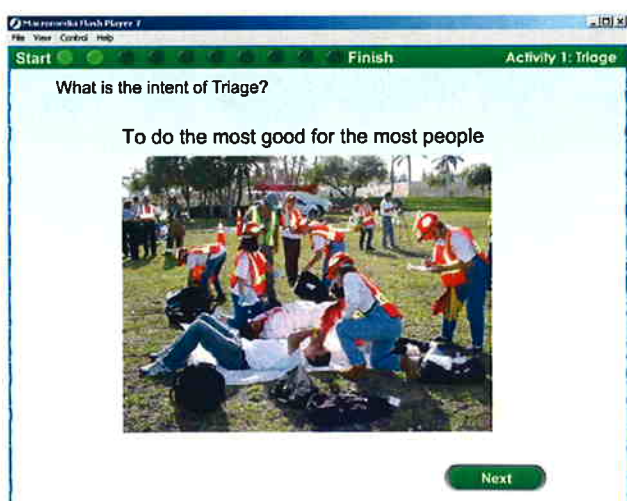 Macromedia Flash Player 7
File View Control Help
Start Finish Activity 1: Triage
What is the intent of Triage?
To do the most good for the most people
Next